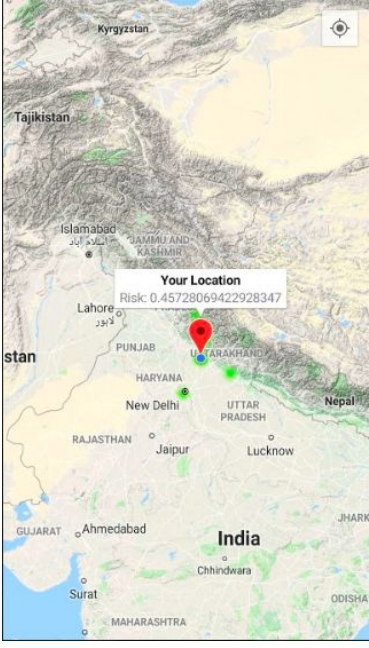 Kyrgyzstan
Tajikistan
Islamabad
اسلام آباد
JAMMU AND
KASHMIR
Your Location
Risk: 0.45728069422928347
Lahore
لاہور
stan
PUNJAB
HARYANA
New Delhi
UTTAR
PRADESH
Nepal
RAJASTHAN
Jaipur
Lucknow
JHARK
GUJARAT
Ahmedabad
India
Chhindwara
Surat
ODISHA
MAHARASHTRA